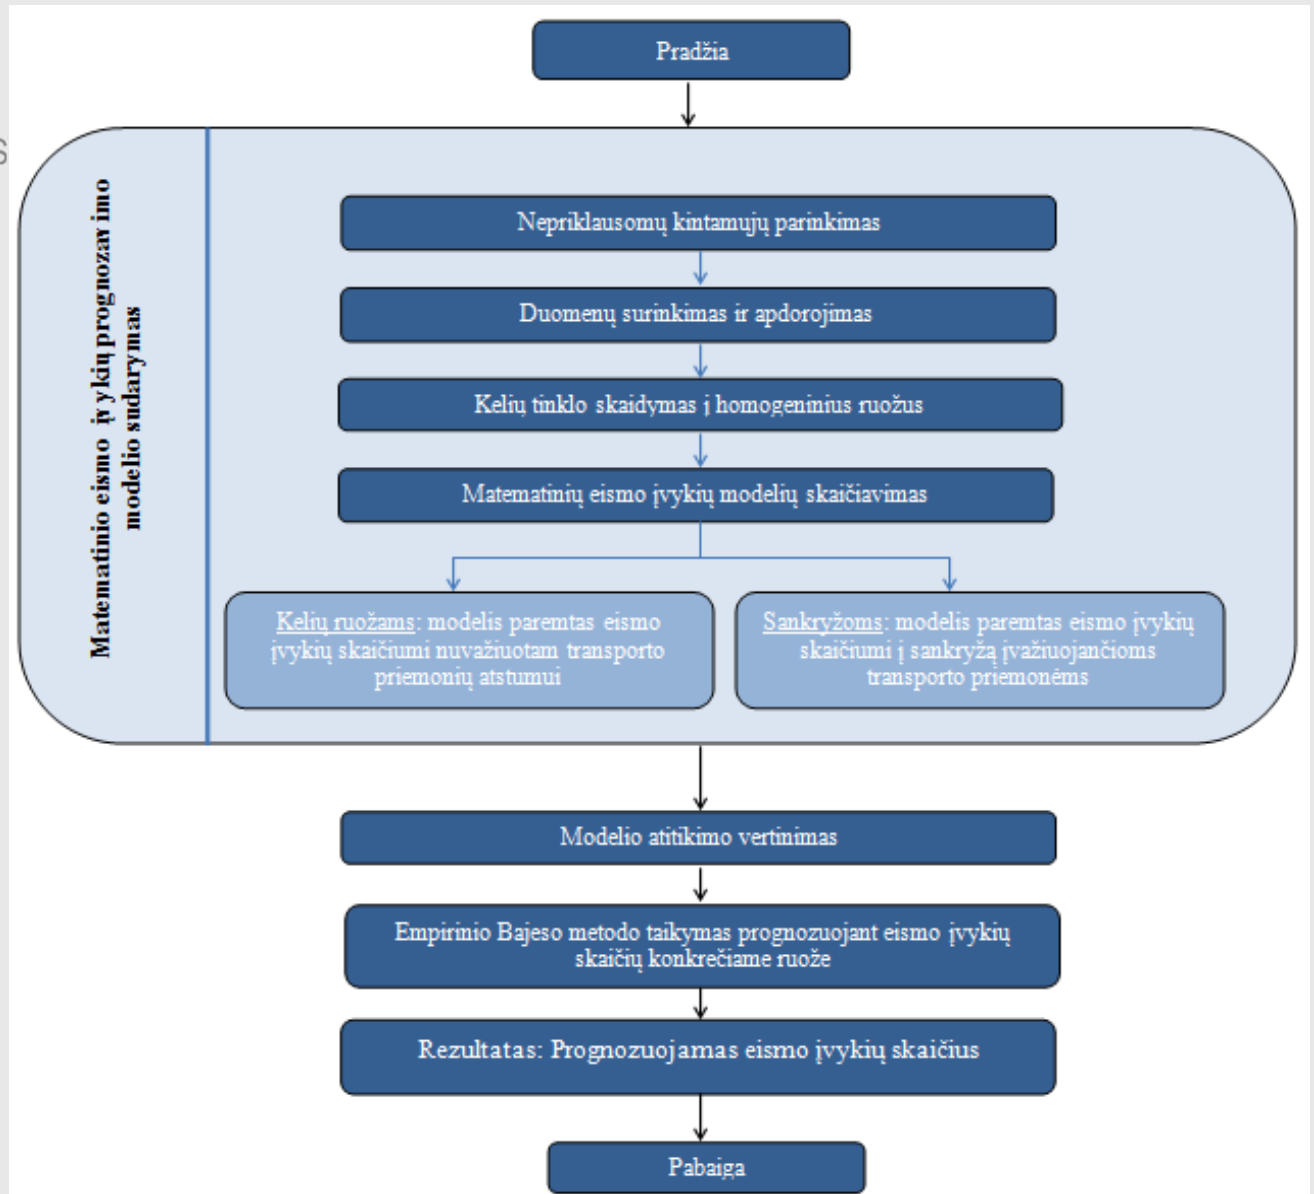 Pradžia
s
Matematinio eismo įvykių prognozavimo
modelio sudarymas
Nepriklausomų kintamųjų parinkimas
Duomenų surinkimas ir apdorojimas
Kelių tinklo skaidymas į homogeninius ruožus
Matematinių eismo įvykių modelių skaičiavimas
Kelių ruožams: modelis paremtas eismo
įvykių skaičiumi nuvažiuotam transporto
priemonių atstumui
Sankryžoms: modelis paremtas eismo įvykių
skaičiumi į sankryžą įvažiuojančioms
transporto priemonėms
Modelio atitikimo vertinimas
Empirinio Bajeso metodo taikymas prognozuojant eismo įvykių
skaičių konkrečiame ruože
Rezultatas: Prognozuojamas eismo įvykių skaičius
Pabaiga